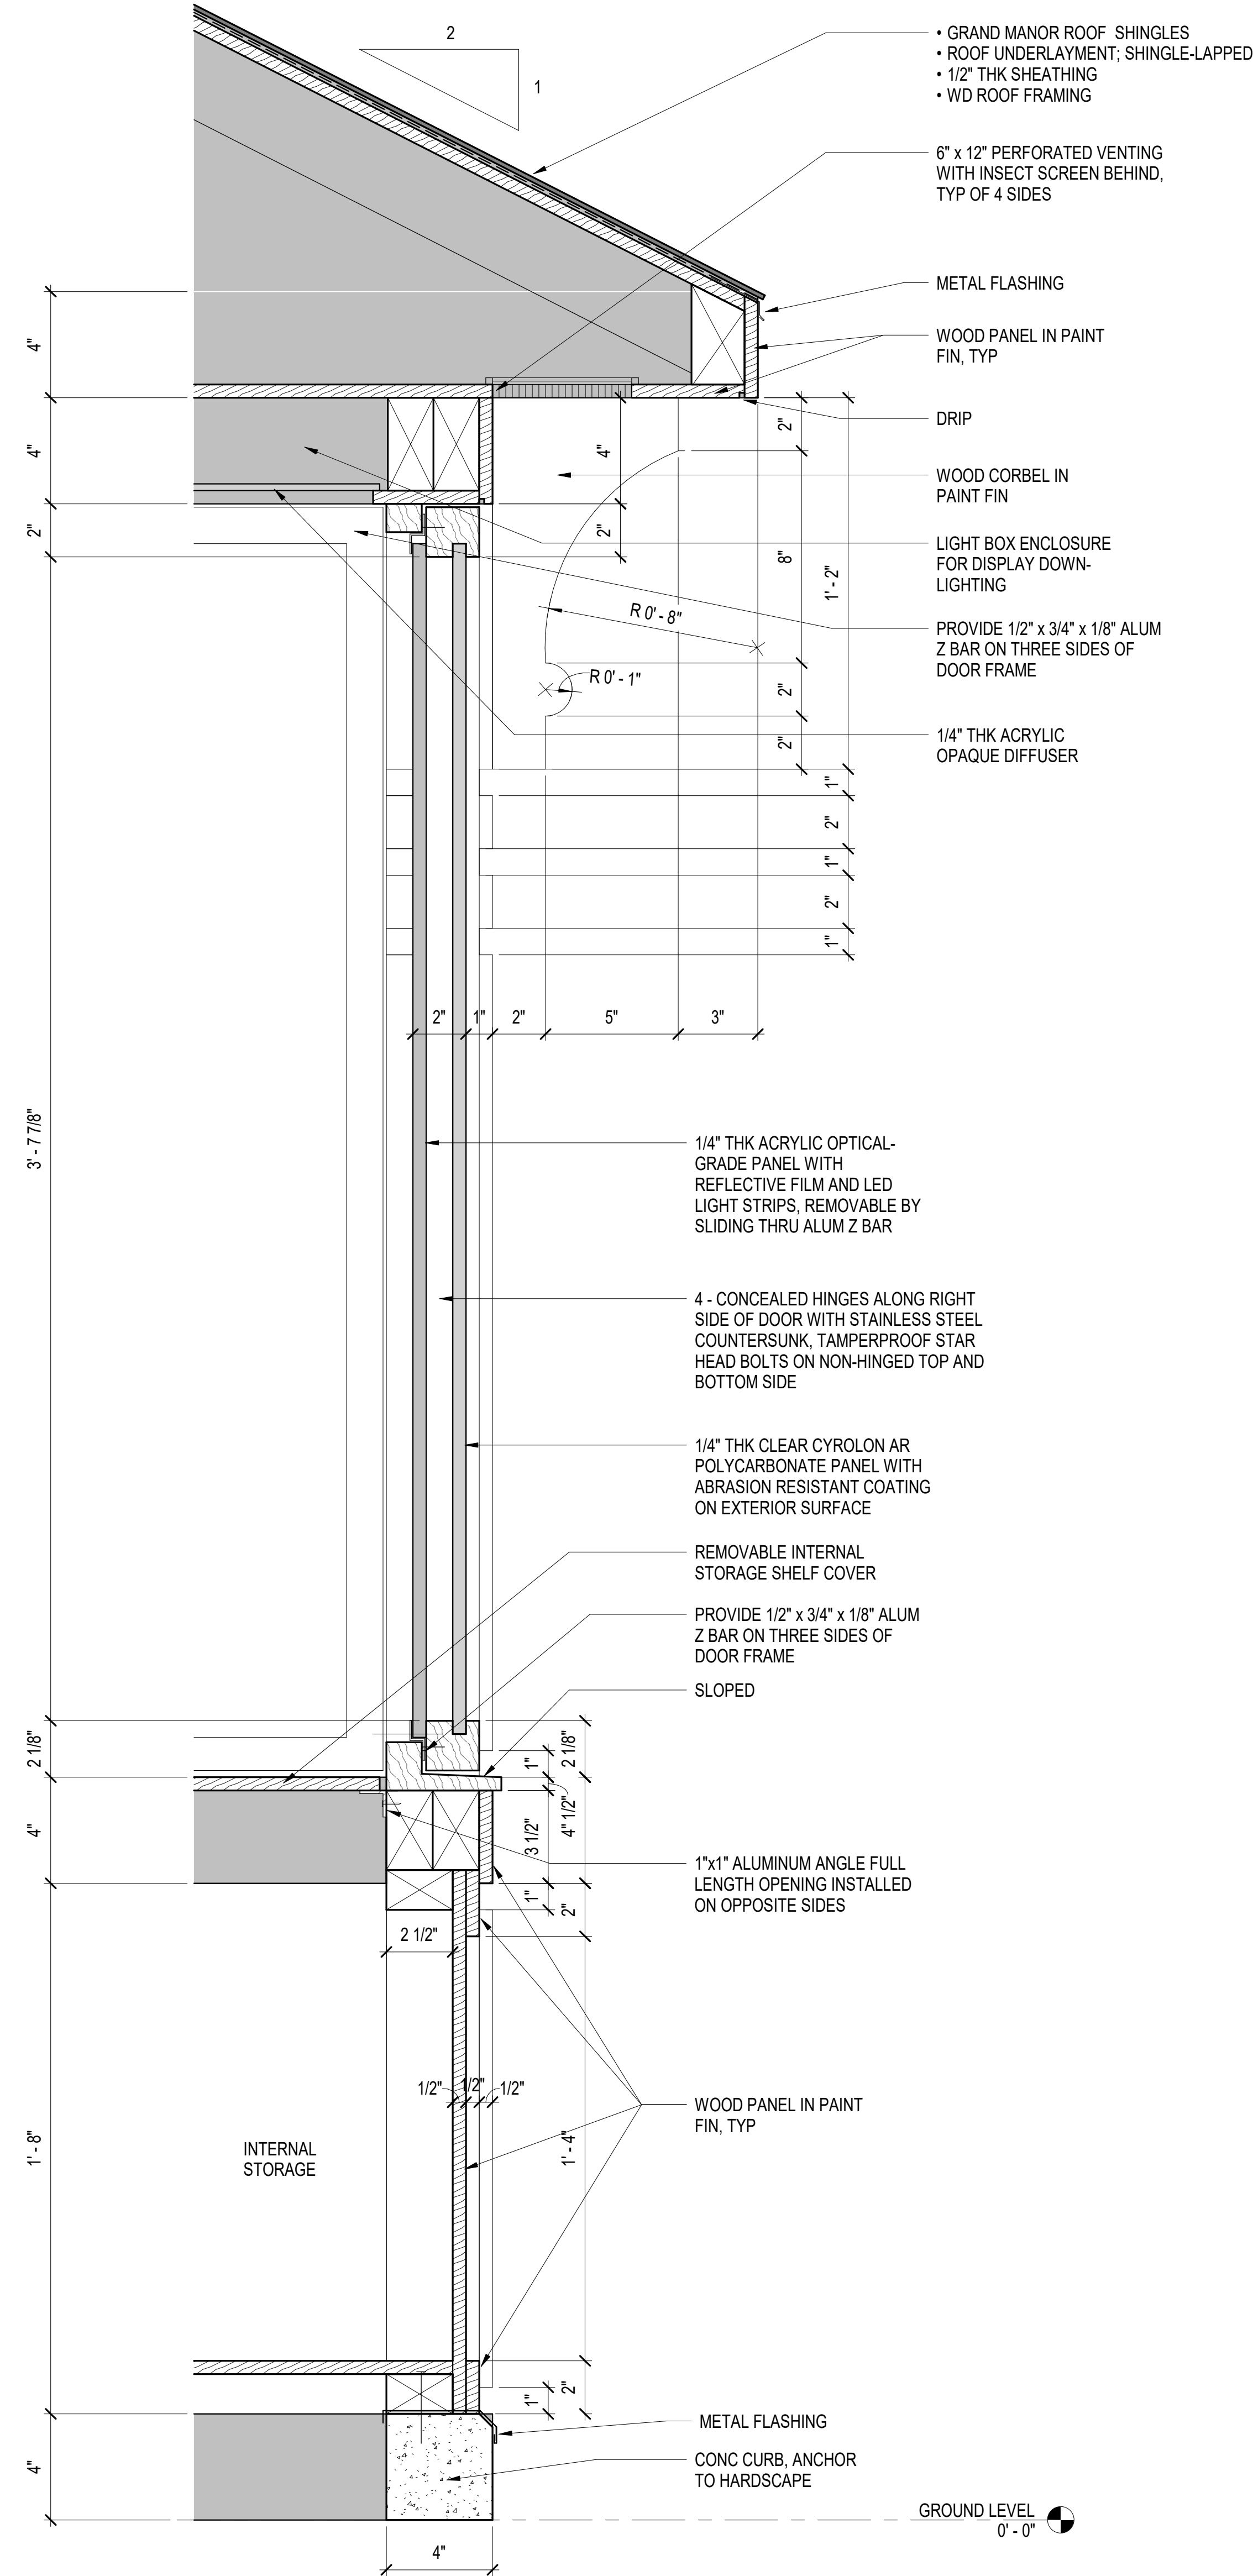 2
1
• GRAND MANOR ROOF SHINGLES
• ROOF UNDERLAYMENT; SHINGLE-LAPPED
• 1/2" THK SHEATHING
• WD ROOF FRAMING
6" x 12" PERFORATED VENTING
WITH INSECT SCREEN BEHIND,
TYP OF 4 SIDES
METAL FLASHING
WOOD PANEL IN PAINT
FIN, TYP
DRIP
WOOD CORBEL IN
PAINT FIN
LIGHT BOX ENCLOSURE
FOR DISPLAY DOWN-
LIGHTING
PROVIDE 1/2" x 3/4" x 1/8" ALUM
Z BAR ON THREE SIDES OF
DOOR FRAME
1/4" THK ACRYLIC
OPAQUE DIFFUSER
4"
4"
2"
3' - 7 7/8"
2 1/8"
4"
1' - 8"
4"
4"
2"
2"
8"
2"
2"
1' - 2"
R 0' - 8"
R 0' - 1"
1"
2"
1"
2"
1"
2"
1"
2"
5"
3"
1/4" THK ACRYLIC OPTICAL-
GRADE PANEL WITH
REFLECTIVE FILM AND LED
LIGHT STRIPS, REMOVABLE BY
SLIDING THRU ALUM Z BAR
4 - CONCEALED HINGES ALONG RIGHT
SIDE OF DOOR WITH STAINLESS STEEL
COUNTERSUNK, TAMPERPROOF STAR
HEAD BOLTS ON NON-HINGED TOP AND
BOTTOM SIDE
1/4" THK CLEAR CYROLON AR
POLYCARBONATE PANEL WITH
ABRASION RESISTANT COATING
ON EXTERIOR SURFACE
REMOVABLE INTERNAL
STORAGE SHELF COVER
PROVIDE 1/2" x 3/4" x 1/8" ALUM
Z BAR ON THREE SIDES OF
DOOR FRAME
SLOPED
1"
1/2"
3 1/2"
1"
2 1/8"
4"
2"
1' - 4"
2"
1"
1"x1" ALUMINUM ANGLE FULL
LENGTH OPENING INSTALLED
ON OPPOSITE SIDES
2 1/2"
1/2"
1/2"
1/2"
WOOD PANEL IN PAINT
FIN, TYP
INTERNAL
STORAGE
METAL FLASHING
CONC CURB, ANCHOR
TO HARDSCAPE
GROUND LEVEL
0' - 0"
4"